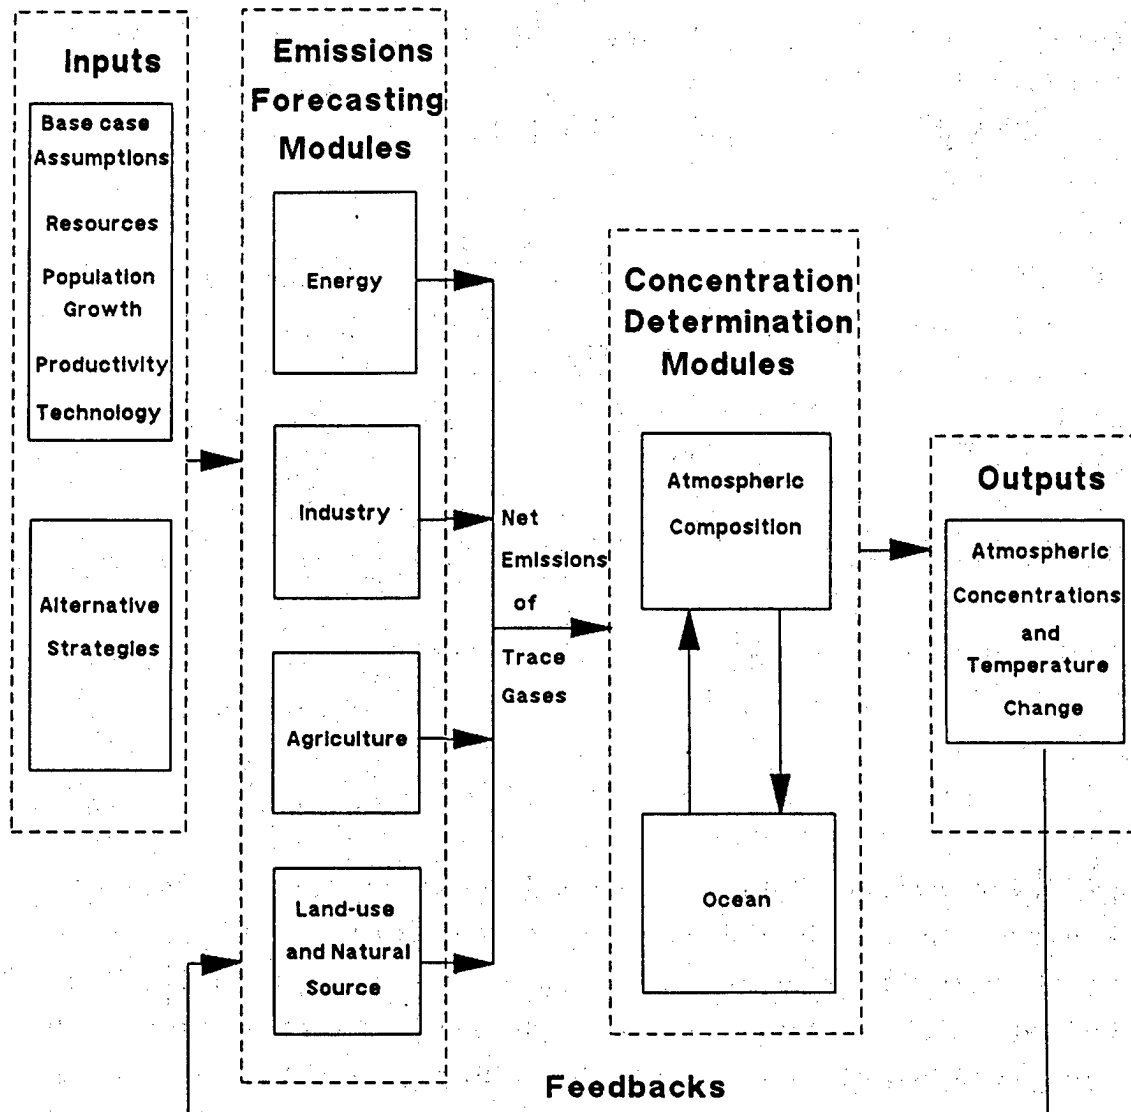 Inputs
Base case
Assumptions
Resources
Population
Growth
Productivity
Technology
Alternative
Strategies
Emissions
Forecasting
Modules
Energy
Industry
Agriculture
Land-use
and Natural
Source
Net
Emissions
of
Trace
Gases
Concentration
Determination
Modules
Atmospheric
Composition
Ocean
Outputs
Atmospheric
Concentrations
and
Temperature
Change
Feedbacks